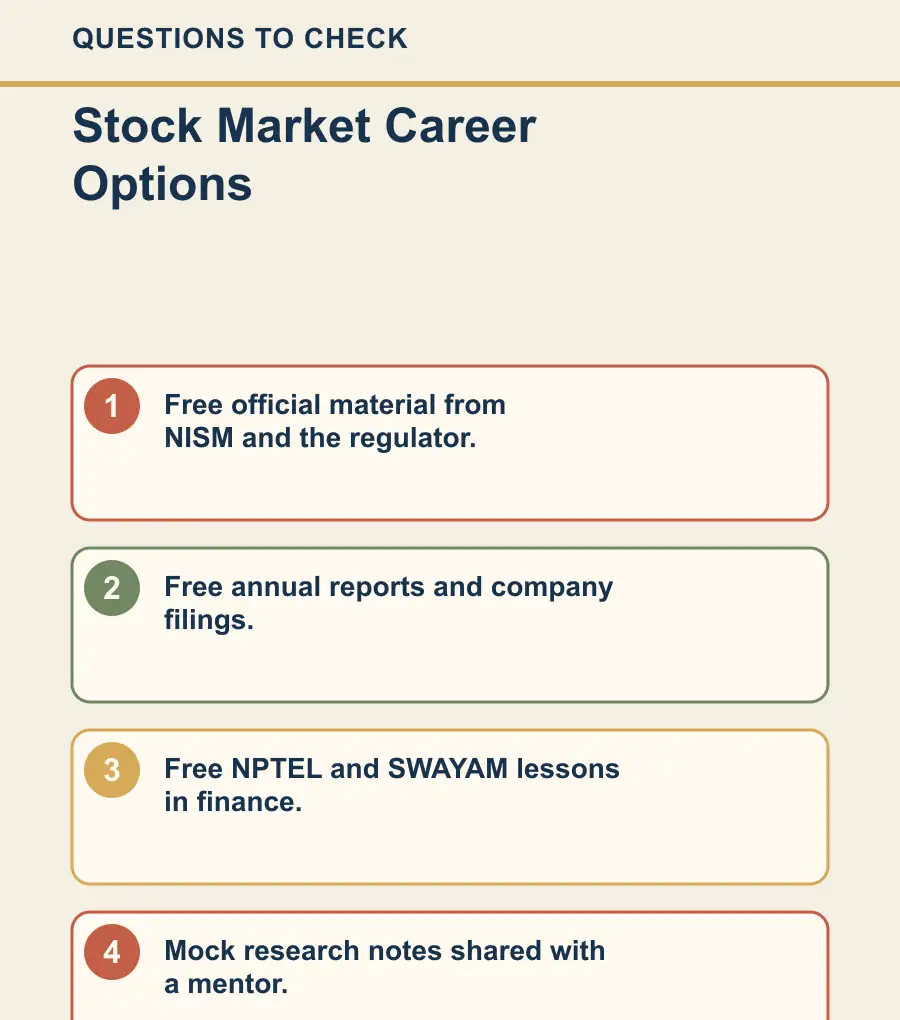 QUESTIONS TO CHECK
Stock Market Career
Options
1
Free official material from
NISM and the regulator.
2
Free annual reports and company
filings.
3
Free NPTEL and SWAYAM lessons
in finance.
4
Mock research notes shared with
a mentor.